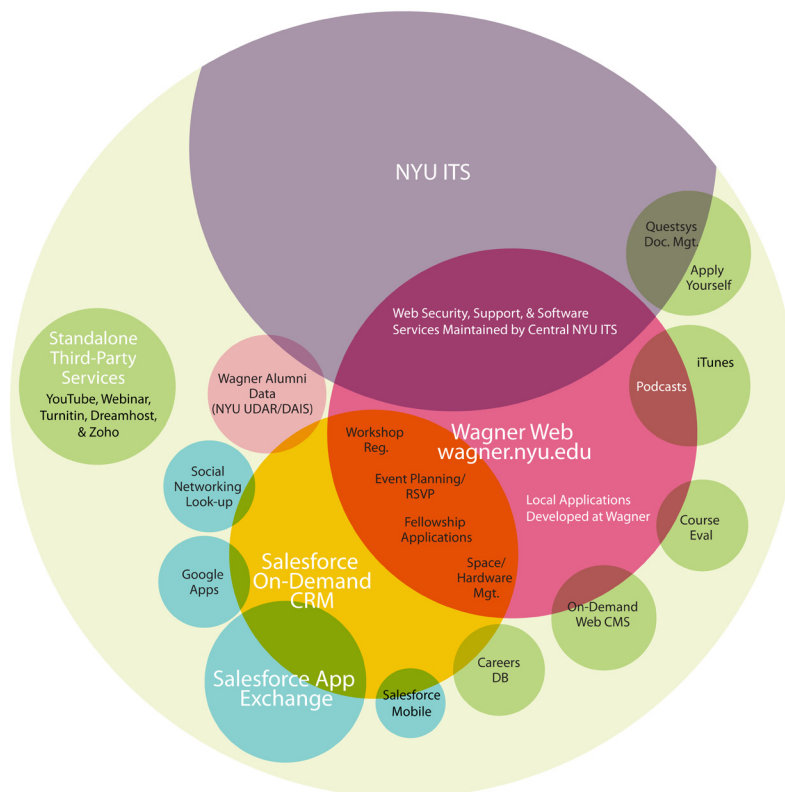 NYU ITS
Questsys
Doc. Mgt.
Apply
Yourself
Web Security, Support, & Software
Services Maintained by Central NYU ITS
Standalone
Third-Party
Services
YouTube, Webinar,
Turnitin, Dreamhost,
& Zoho
Wagner Alumni
Data
(NYU UDAR/DAIS)
iTunes
Podcasts
Workshop
Reg.
Wagner Web
wagner.nyu.edu
Social
Networking
Look-up
Event Planning/
RSVP
Local Applications
Developed at Wagner
Fellowship
Applications
Course
Eval
Space/
Hardware
Mgt.
Google
Apps
Salesforce
On-Demand
CRM
On-Demand
Web CMS
Careers
DB
Salesforce App
Exchange
Salesforce
Mobile